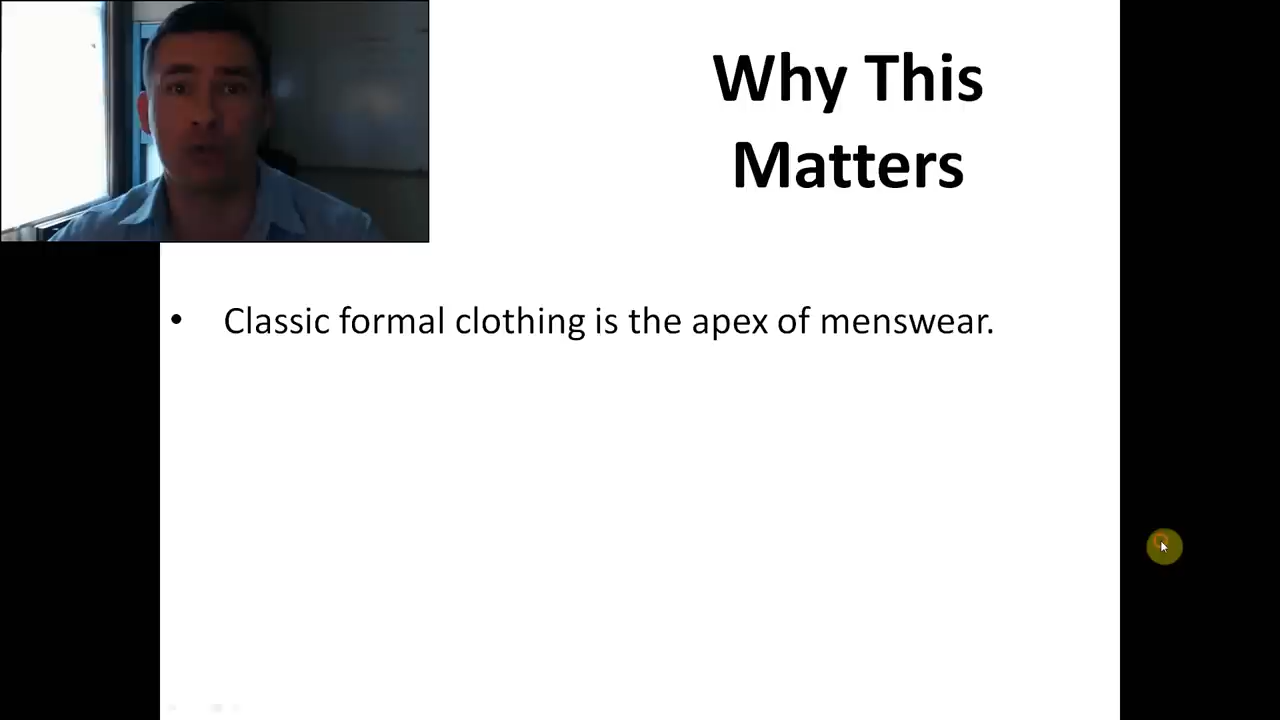 Why This
Matters
• Classic formal clothing is the apex of menswear.